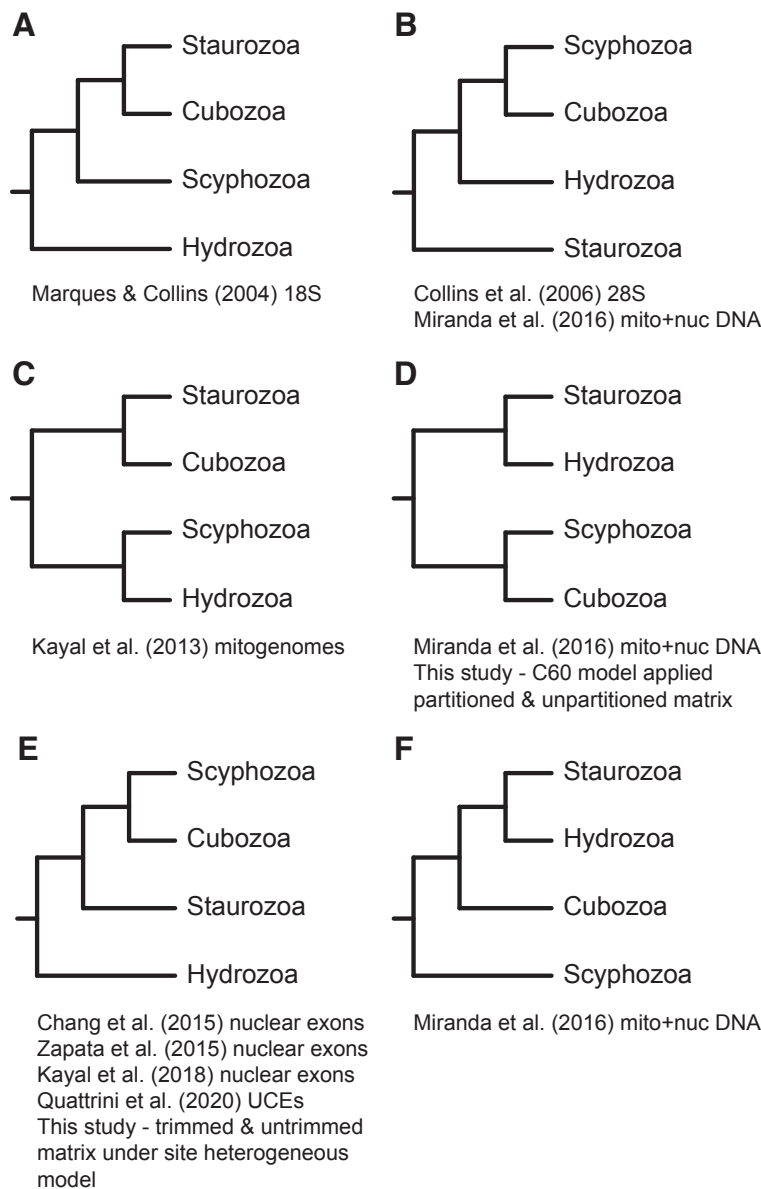 A
Staurozoa
Cubozoa
Scyphozoa
Hydrozoa
Marques & Collins (2004) 18S
B
Scyphozoa
Cubozoa
Hydrozoa
Staurozoa
Collins et al. (2006) 28S
Miranda et al. (2016) mito+nuc DNA
C
Staurozoa
Cubozoa
Scyphozoa
Hydrozoa
Kayal et al. (2013) mitogenomes
D
Staurozoa
Hydrozoa
Scyphozoa
Cubozoa
Miranda et al. (2016) mito+nuc DNA
This study - C60 model applied
partitioned & unpartitioned matrix
E
Scyphozoa
Cubozoa
Staurozoa
Hydrozoa
Chang et al. (2015) nuclear exons
Zapata et al. (2015) nuclear exons
Kayal et al. (2018) nuclear exons
Quattrini et al. (2020) UCEs
This study - trimmed & untrimmed
matrix under site heterogeneous
model
F
Staurozoa
Hydrozoa
Cubozoa
Scyphozoa
Miranda et al. (2016) mito+nuc DNA